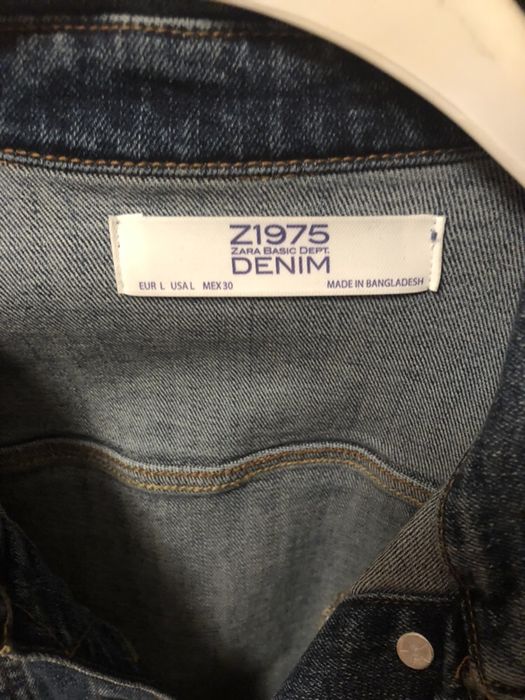 Z1975
ZARA BASIC DEPT.
DENIM
EUR L USA L MEX 30 MADE IN BANGLADESH